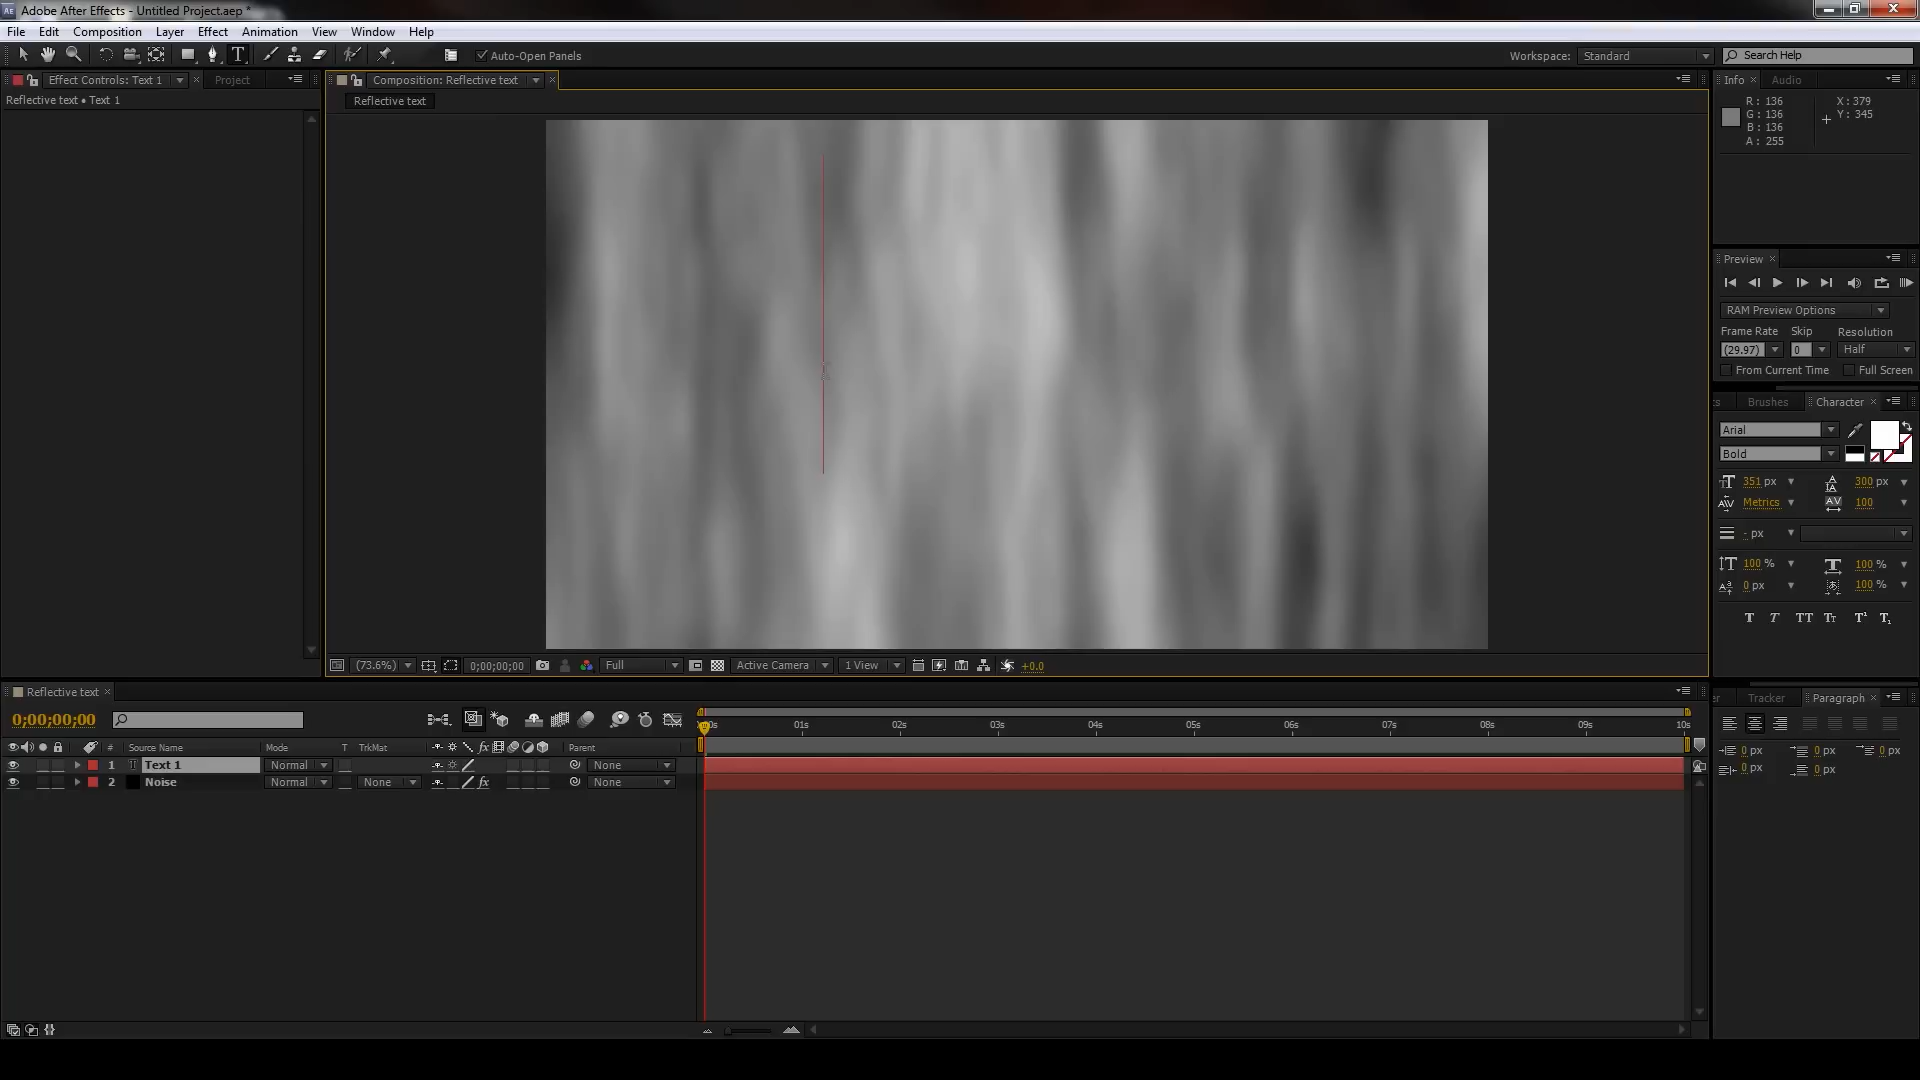 Adobe After Effects - Untitled Project.aep *
File Edit Composition Layer Effect Animation View Window Help
Auto-Open Panels
Workspace: Standard
Search Help
Effect Controls: Text 1
Project
Reflective text • Text 1
Composition: Reflective text
Reflective text
Info
Audio
R: 136
G: 136
B: 136
A: 255
X: 379
Y: 345
Preview
RAM Preview Options
Frame Rate Skip Resolution
(29.97) 0 Half
From Current Time Full Screen
Brushes
Character
Arial
Bold
351 px 300 px
Metrics 100
- px
100 % 100 %
0 px 100 %
T T TT Tt T¹ T₁
(73.6%) 0;00;00;00 Full Active Camera 1 View +0.0
Reflective text
0;00;00;00
# Source Name Mode T TrkMat Parent
1 Text 1 Normal None
2 Noise Normal None None
01s 02s 03s 04s 05s 06s 07s 08s 09s 10s
Tracker
Paragraph
0 px 0 px 0 px
0 px 0 px